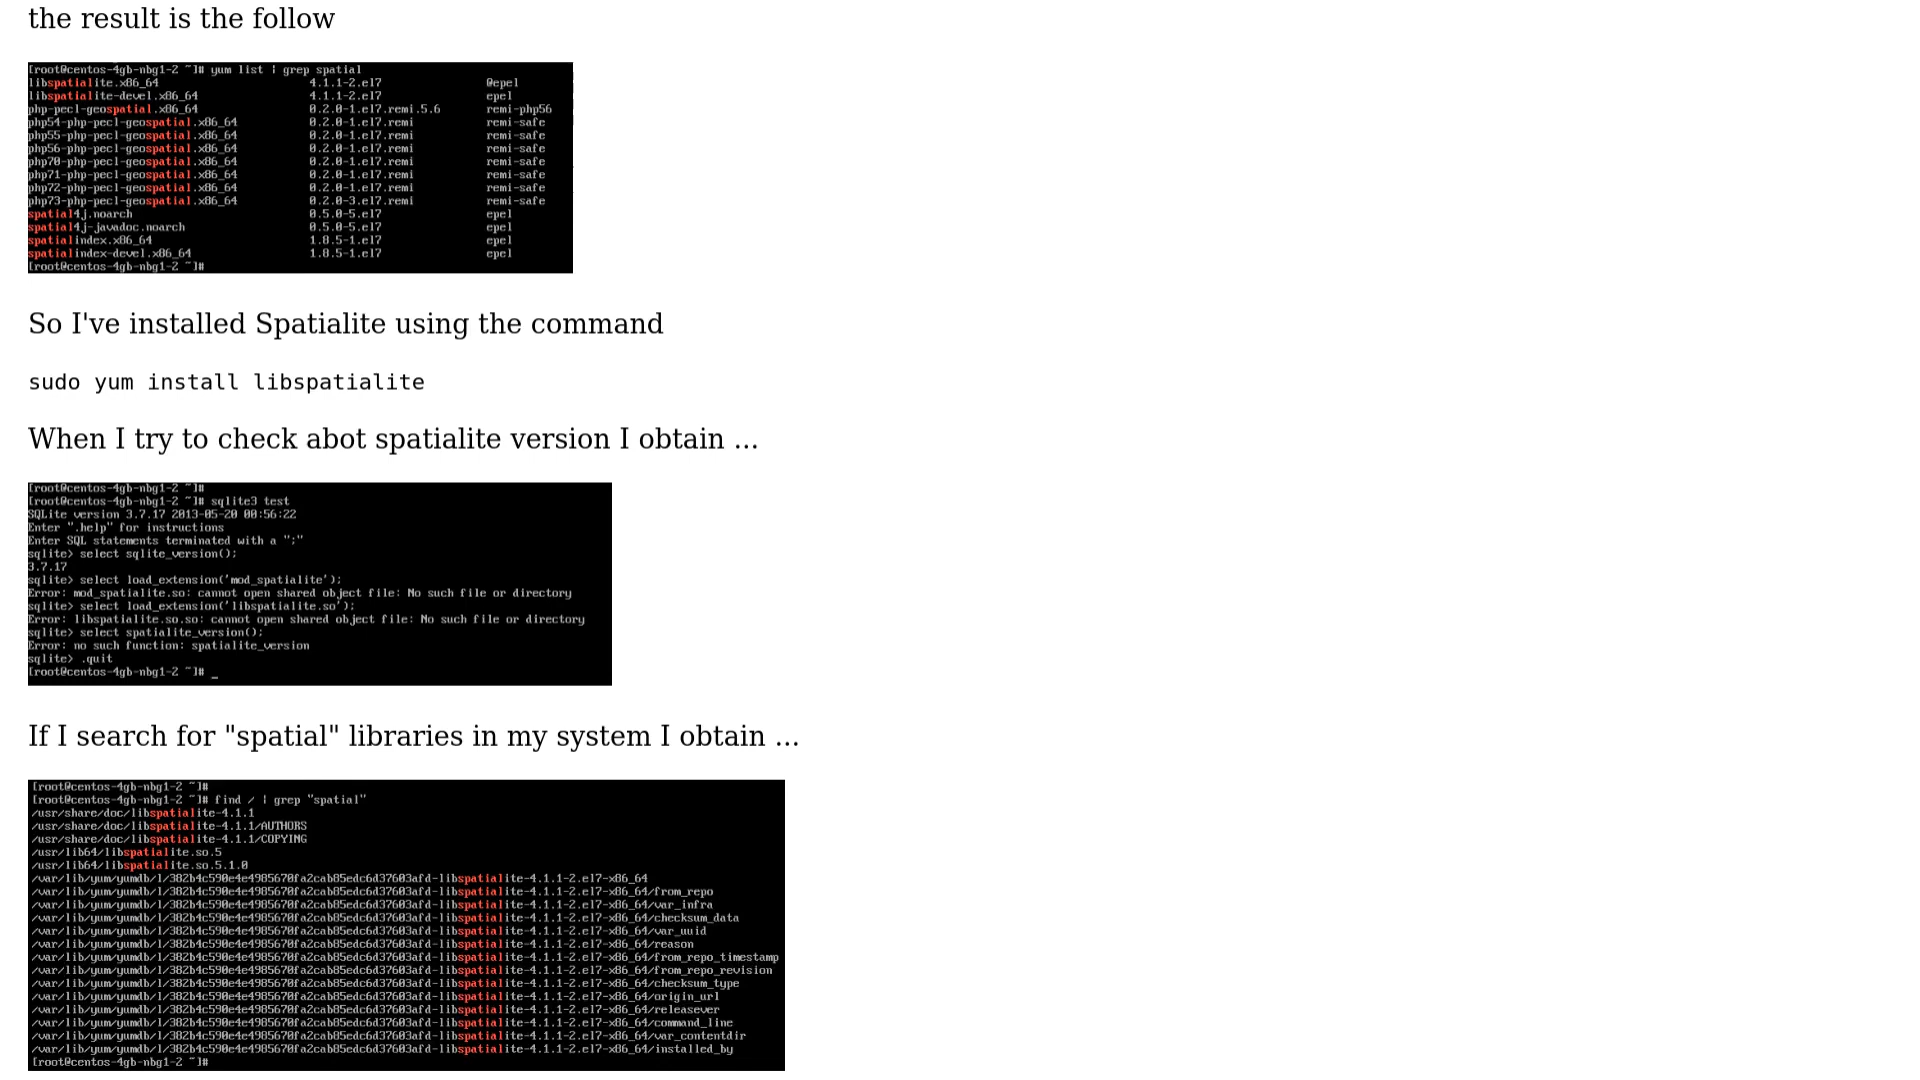 the result is the follow
[root@centos-4gb-nbg1-2 ~]# yum list | grep spatial
libspatialite.x86_64 4.1.1-2.el7 @epel
libspatialite-devel.x86_64 4.1.1-2.el7 epel
php-pecl-geospatial.x86_64 0.2.0-1.el7.remi.5.6 remi-php56
php54-php-pecl-geospatial.x86_64 0.2.0-1.el7.remi remi-safe
php55-php-pecl-geospatial.x86_64 0.2.0-1.el7.remi remi-safe
php56-php-pecl-geospatial.x86_64 0.2.0-1.el7.remi remi-safe
php70-php-pecl-geospatial.x86_64 0.2.0-1.el7.remi remi-safe
php71-php-pecl-geospatial.x86_64 0.2.0-1.el7.remi remi-safe
php72-php-pecl-geospatial.x86_64 0.2.0-1.el7.remi remi-safe
php73-php-pecl-geospatial.x86_64 0.2.0-3.el7.remi remi-safe
spatial4j.noarch 0.5.0-5.el7 epel
spatial4j-javadoc.noarch 0.5.0-5.el7 epel
spatialindex.x86_64 1.8.5-1.el7 epel
spatialindex-devel.x86_64 1.8.5-1.el7 epel
[root@centos-4gb-nbg1-2 ~]#
So I've installed Spatialite using the command
sudo yum install libspatialite
When I try to check abot spatialite version I obtain ...
[root@centos-4gb-nbg1-2 ~]#
[root@centos-4gb-nbg1-2 ~]# sqlite3 test
SQLite version 3.7.17 2013-05-20 00:56:22
Enter ".help" for instructions
Enter SQL statements terminated with a ";"
sqlite> select sqlite_version();
3.7.17
sqlite> select load_extension('mod_spatialite');
Error: mod_spatialite.so: cannot open shared object file: No such file or directory
sqlite> select load_extension('libspatialite.so');
Error: libspatialite.so.so: cannot open shared object file: No such file or directory
sqlite> select spatialite_version();
Error: no such function: spatialite_version
sqlite> .quit
[root@centos-4gb-nbg1-2 ~]# _
If I search for "spatial" libraries in my system I obtain ...
[root@centos-4gb-nbg1-2 ~]#
[root@centos-4gb-nbg1-2 ~]# find / | grep "spatial"
/usr/share/doc/libspatialite-4.1.1
/usr/share/doc/libspatialite-4.1.1/AUTHORS
/usr/share/doc/libspatialite-4.1.1/COPYING
/usr/lib64/libspatialite.so.5
/usr/lib64/libspatialite.so.5.1.0
/var/lib/yum/yumdb/l/382b4c590e4e4985670fa2cab85edc6d37603afd-libspatialite-4.1.1-2.el7-x86_64
/var/lib/yum/yumdb/l/382b4c590e4e4985670fa2cab85edc6d37603afd-libspatialite-4.1.1-2.el7-x86_64/from_repo
/var/lib/yum/yumdb/l/382b4c590e4e4985670fa2cab85edc6d37603afd-libspatialite-4.1.1-2.el7-x86_64/var_infra
/var/lib/yum/yumdb/l/382b4c590e4e4985670fa2cab85edc6d37603afd-libspatialite-4.1.1-2.el7-x86_64/checksum_data
/var/lib/yum/yumdb/l/382b4c590e4e4985670fa2cab85edc6d37603afd-libspatialite-4.1.1-2.el7-x86_64/var_uuid
/var/lib/yum/yumdb/l/382b4c590e4e4985670fa2cab85edc6d37603afd-libspatialite-4.1.1-2.el7-x86_64/reason
/var/lib/yum/yumdb/l/382b4c590e4e4985670fa2cab85edc6d37603afd-libspatialite-4.1.1-2.el7-x86_64/from_repo_timestamp
/var/lib/yum/yumdb/l/382b4c590e4e4985670fa2cab85edc6d37603afd-libspatialite-4.1.1-2.el7-x86_64/from_repo_revision
/var/lib/yum/yumdb/l/382b4c590e4e4985670fa2cab85edc6d37603afd-libspatialite-4.1.1-2.el7-x86_64/checksum_type
/var/lib/yum/yumdb/l/382b4c590e4e4985670fa2cab85edc6d37603afd-libspatialite-4.1.1-2.el7-x86_64/origin_url
/var/lib/yum/yumdb/l/382b4c590e4e4985670fa2cab85edc6d37603afd-libspatialite-4.1.1-2.el7-x86_64/releasever
/var/lib/yum/yumdb/l/382b4c590e4e4985670fa2cab85edc6d37603afd-libspatialite-4.1.1-2.el7-x86_64/command_line
/var/lib/yum/yumdb/l/382b4c590e4e4985670fa2cab85edc6d37603afd-libspatialite-4.1.1-2.el7-x86_64/var_contentdir
/var/lib/yum/yumdb/l/382b4c590e4e4985670fa2cab85edc6d37603afd-libspatialite-4.1.1-2.el7-x86_64/installed_by
[root@centos-4gb-nbg1-2 ~]#